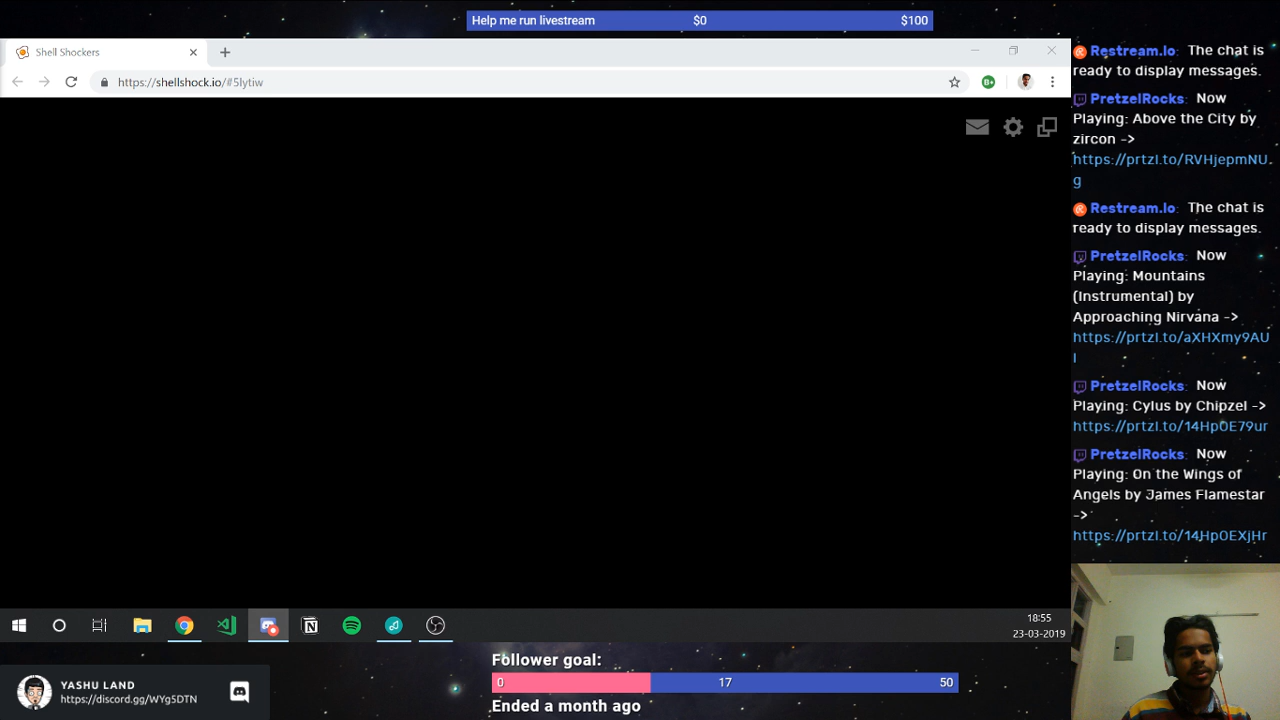 Help me run livestream $0 $100
Shell Shockers
https://shellshock.io/#5lytiw
Restream.Io: The chat is
ready to display messages.
PretzelRocks: Now
Playing: Above the City by
zircon ->
https://prtzl.to/RVHjepmNU
g
Restream.Io: The chat is
ready to display messages.
PretzelRocks: Now
Playing: Mountains
(Instrumental) by
Approaching Nirvana ->
https://prtzl.to/aXHXmy9AU
l
PretzelRocks: Now
Playing: Cylus by Chipzel ->
https://prtzl.to/14HpOE79ur
PretzelRocks: Now
Playing: On the Wings of
Angels by James Flamestar
->
https://prtzl.to/14HpOEXjHr
18:55
23-03-2019
Follower goal:
0 17 50
Ended a month ago
YASHU LAND
https://discord.gg/WYg5DTN